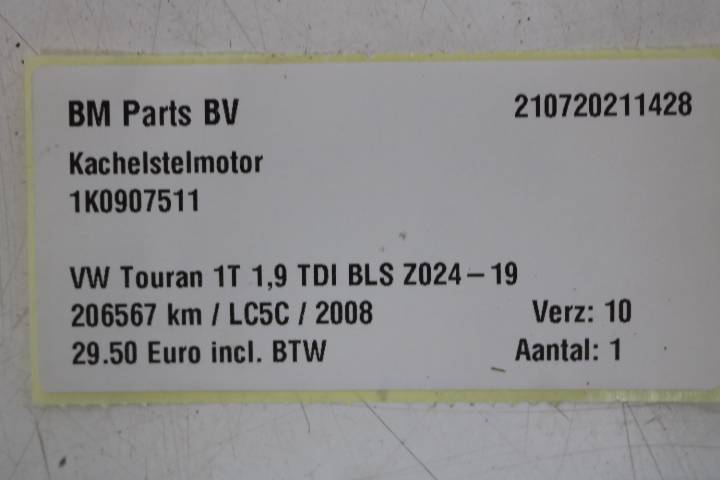 BM Parts BV 210720211428
Kachelstelmotor
1K0907511
VW Touran 1T 1,9 TDI BLS Z024-19
206567 km / LC5C / 2008 Verz: 10
29.50 Euro incl. BTW Aantal: 1